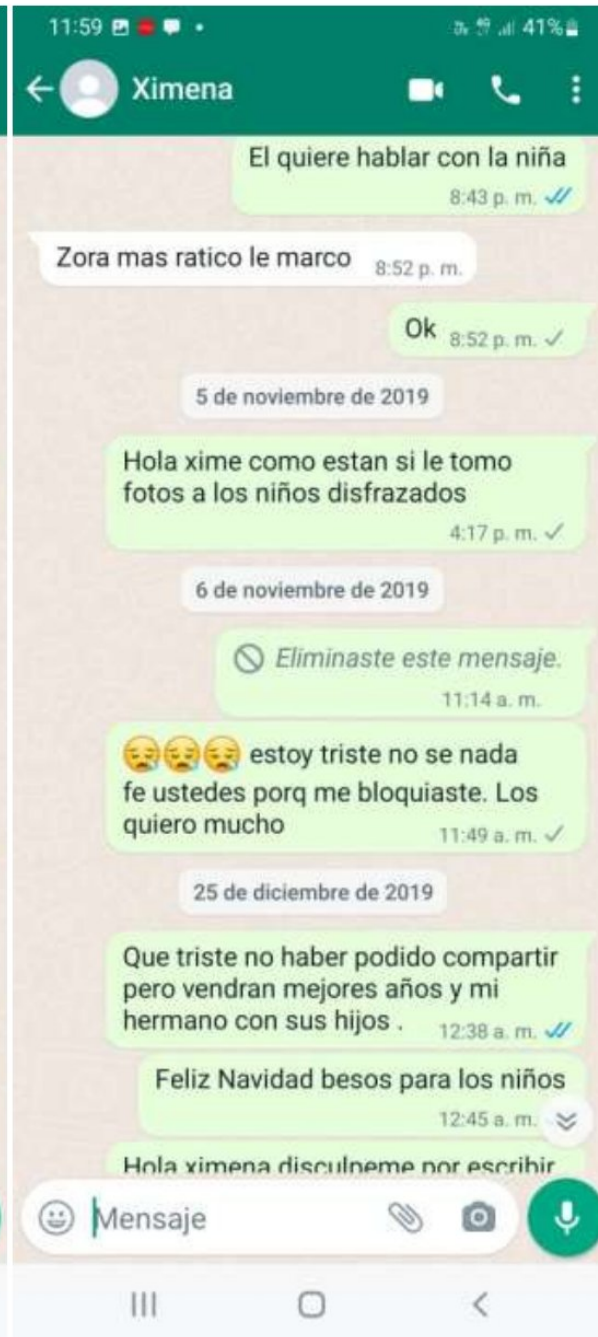 11:59 41%
Ximena
El quiere hablar con la niña
8:43 p. m.
Zora mas ratico le marco 8:52 p. m.
Ok 8:52 p. m.
5 de noviembre de 2019
Hola xime como estan si le tomo
fotos a los niños disfrazados
4:17 p. m.
6 de noviembre de 2019
Eliminaste este mensaje.
11:14 a. m.
estoy triste no se nada
fe ustedes porq me bloquiaste. Los
quiero mucho 11:49 a. m.
25 de diciembre de 2019
Que triste no haber podido compartir
pero vendran mejores años y mi
hermano con sus hijos . 12:38 a. m.
Feliz Navidad besos para los niños
12:45 a. m.
Hola ximena disculpeme por escribir
Mensaje